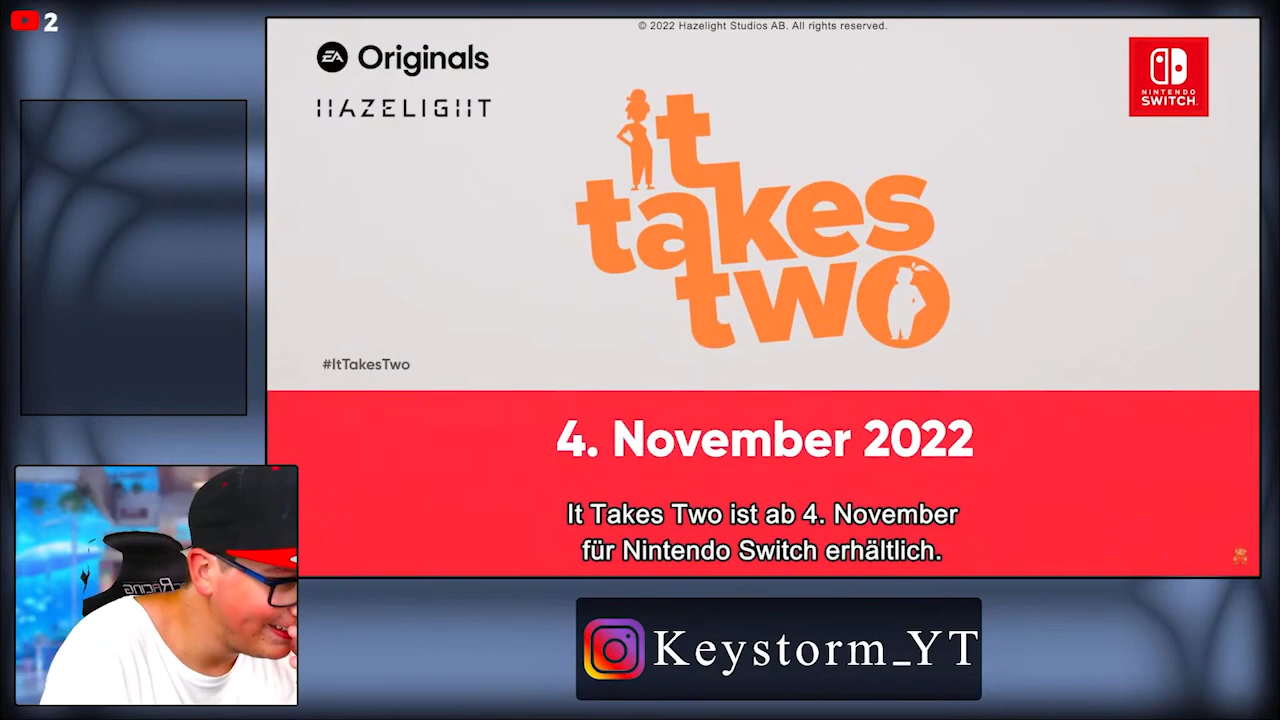 2
© 2022 Hazelight Studios AB. All rights reserved.
EA Originals
HAZELIGHT
NINTENDO
SWITCH
it
takes
two
#ItTakesTwo
4. November 2022
It Takes Two ist ab 4. November
für Nintendo Switch erhältlich.
Racing
Keystorm_YT